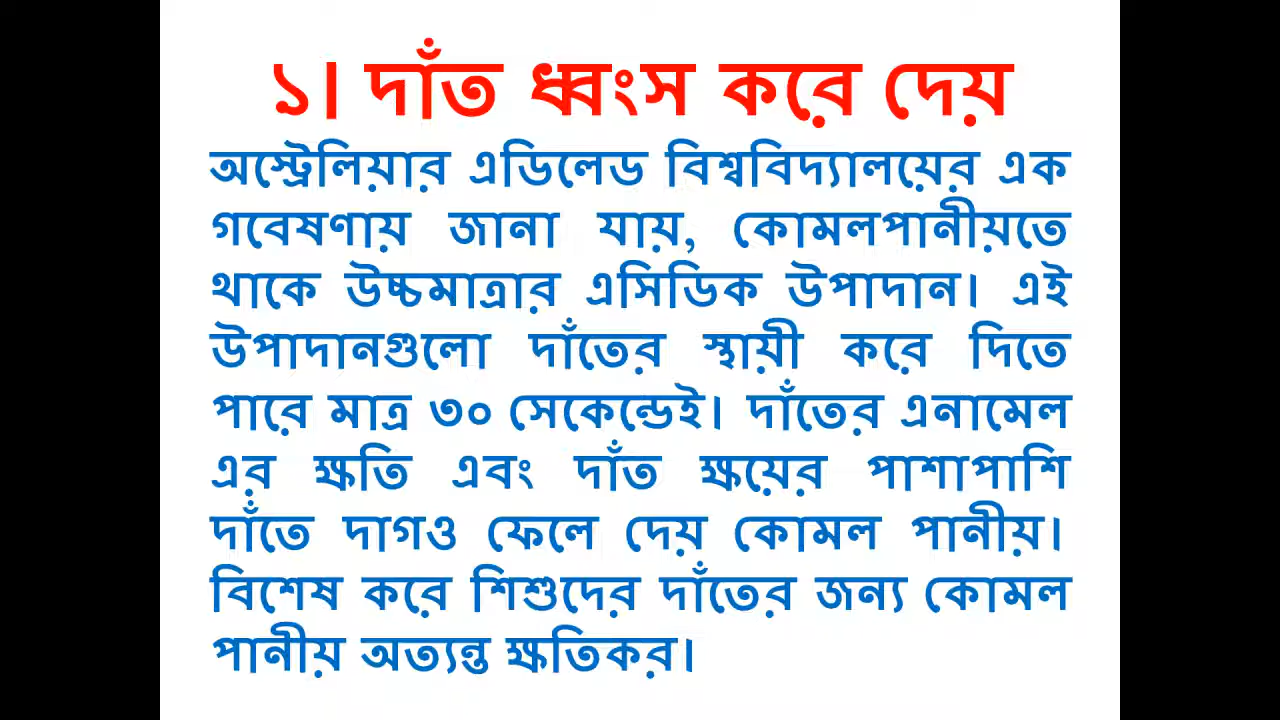 ১। দাঁত ধ্বংস করে দেয়
অস্ট্রেলিয়ার এডিলেড বিশ্ববিদ্যালয়ের এক
গবেষণায় জানা যায়, কোমলপানীয়তে
থাকে উচ্চমাত্রার এসিডিক উপাদান। এই
উপাদানগুলো দাঁতের স্থায়ী করে দিতে
পারে মাত্র ৩০ সেকেন্ডেই। দাঁতের এনামেল
এর ক্ষতি এবং দাঁত ক্ষয়ের পাশাপাশি
দাঁতে দাগও ফেলে দেয় কোমল পানীয়।
বিশেষ করে শিশুদের দাঁতের জন্য কোমল
পানীয় অত্যন্ত ক্ষতিকর।